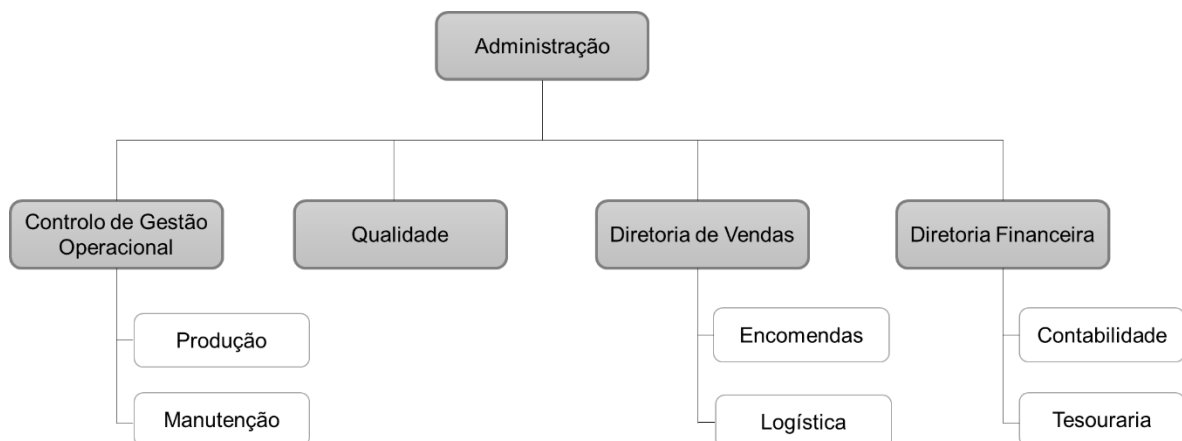 Administração
Controlo de Gestão
Operacional
Qualidade
Diretoria de Vendas
Diretoria Financeira
Produção
Encomendas
Contabilidade
Manutenção
Logística
Tesouraria